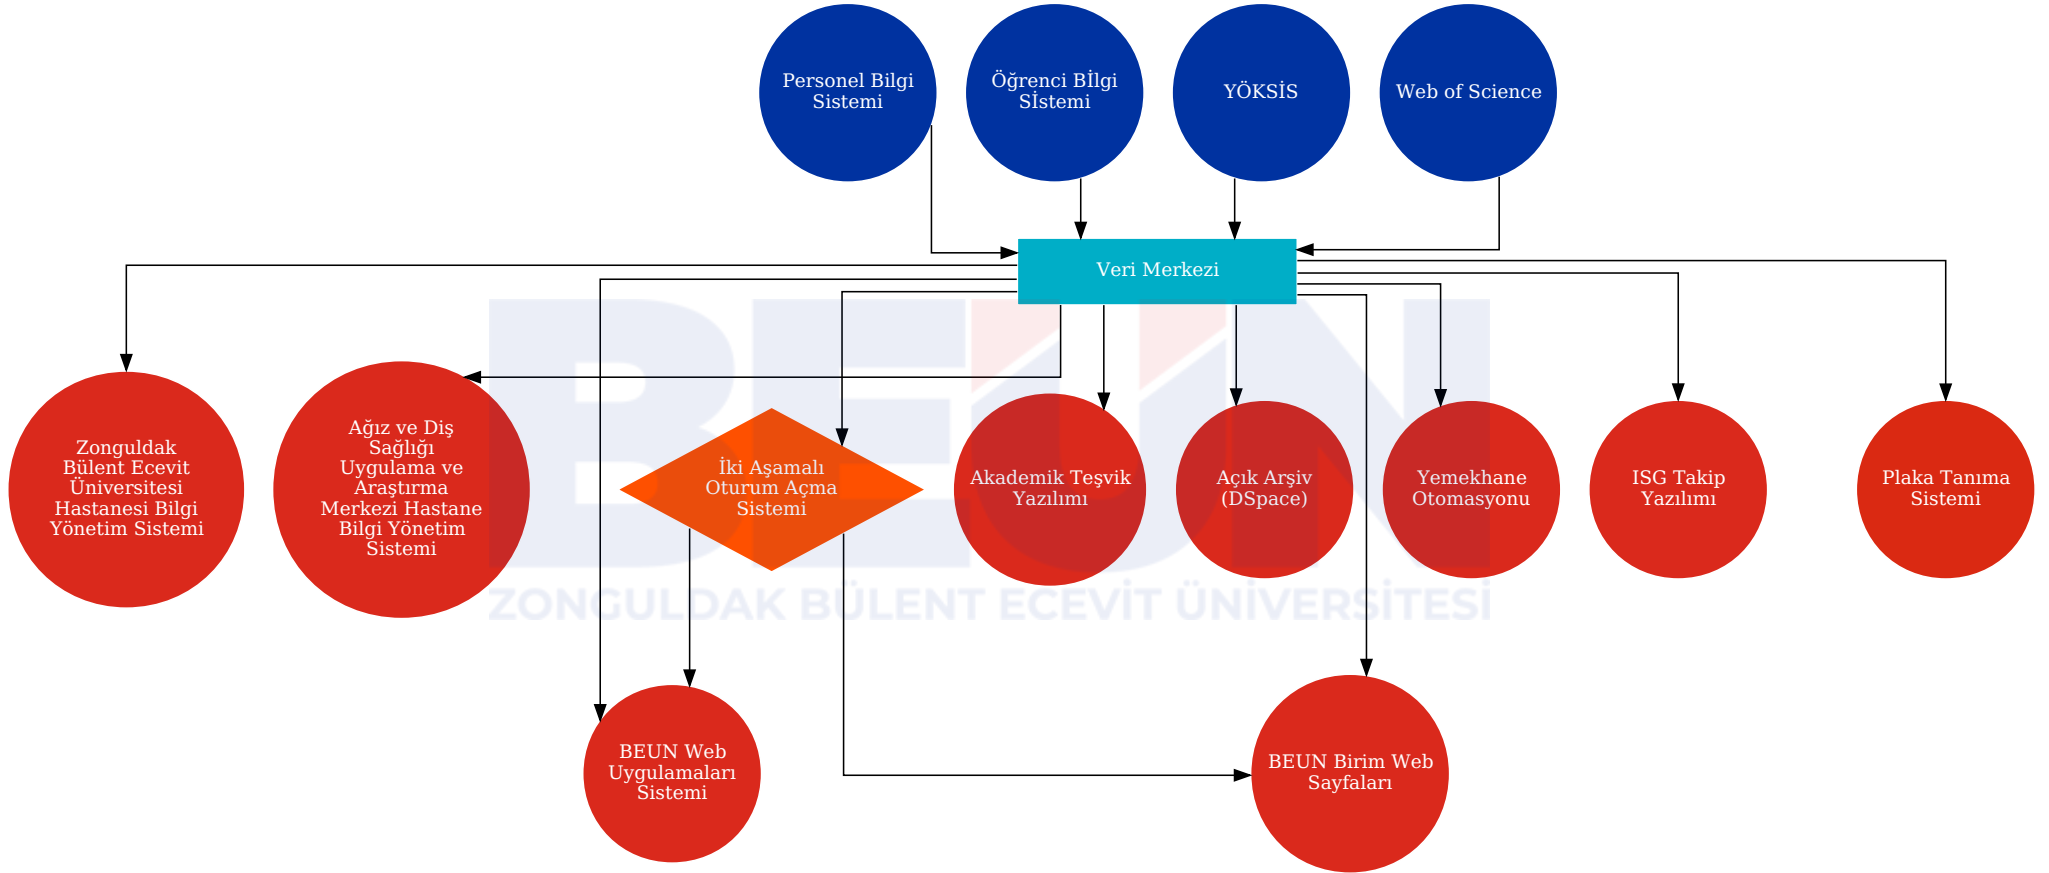 Personel Bilgi
Sistemi
Öğrenci Bİlgi
Sİstemi
YÖKSİS
Web of Science
Veri Merkezi
Zonguldak
Bülent Ecevit
Üniversitesi
Hastanesi Bilgi
Yönetim Sistemi
Ağız ve Diş
Sağlığı
Uygulama ve
Araştırma
Merkezi Hastane
Bilgi Yönetim
Sistemi
İki Aşamalı
Oturum Açma
Sistemi
Akademik Teşvik
Yazılımı
Açık Arşiv
(DSpace)
Yemekhane
Otomasyonu
ISG Takip
Yazılımı
Plaka Tanıma
Sistemi
BEUN
ZONGULDAK BÜLENT ECEVİT ÜNİVERSİTESİ
BEUN Web
Uygulamaları
Sistemi
BEUN Birim Web
Sayfaları